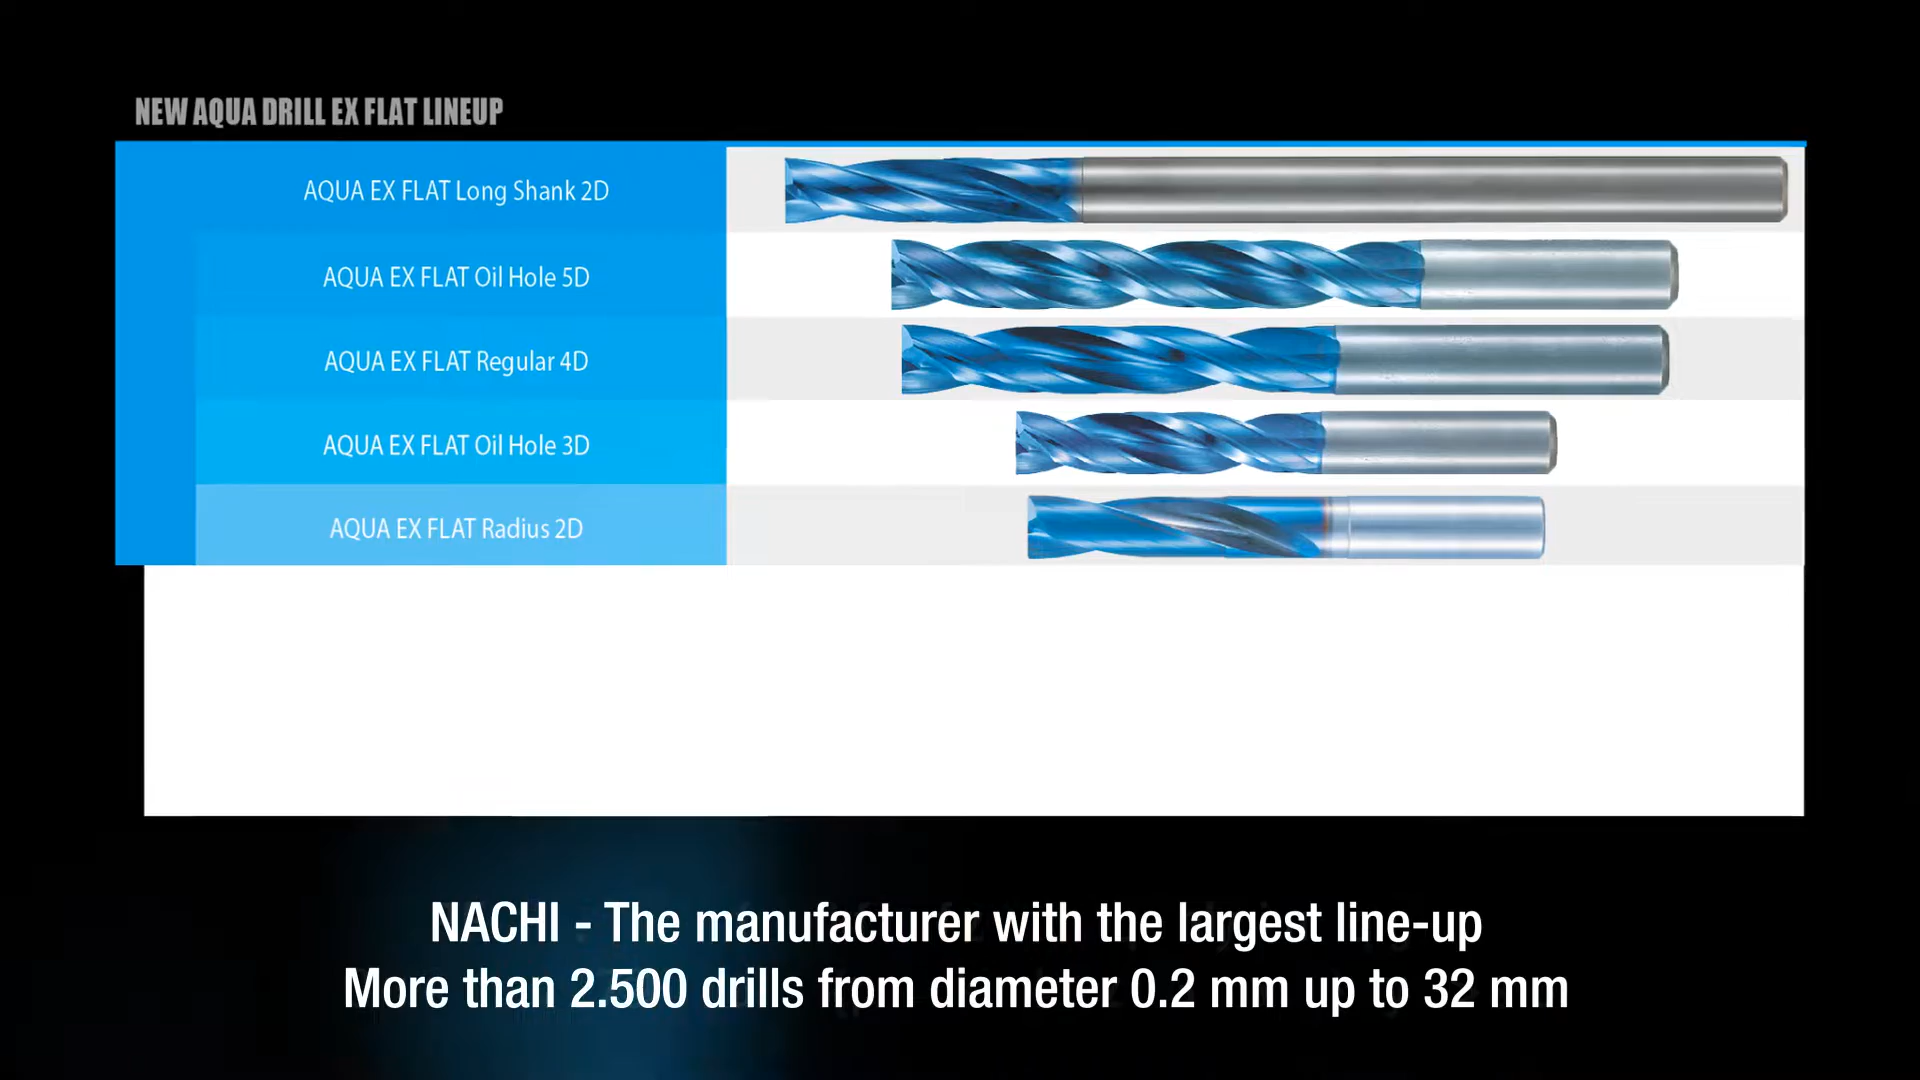 NEW AQUA DRILL EX FLAT LINEUP
AQUA EX FLAT Long Shank 2D
AQUA EX FLAT Oil Hole 5D
AQUA EX FLAT Regular 4D
AQUA EX FLAT Oil Hole 3D
AQUA EX FLAT Radius 2D
NACHI - The manufacturer with the largest line-up
More than 2.500 drills from diameter 0.2 mm up to 32 mm